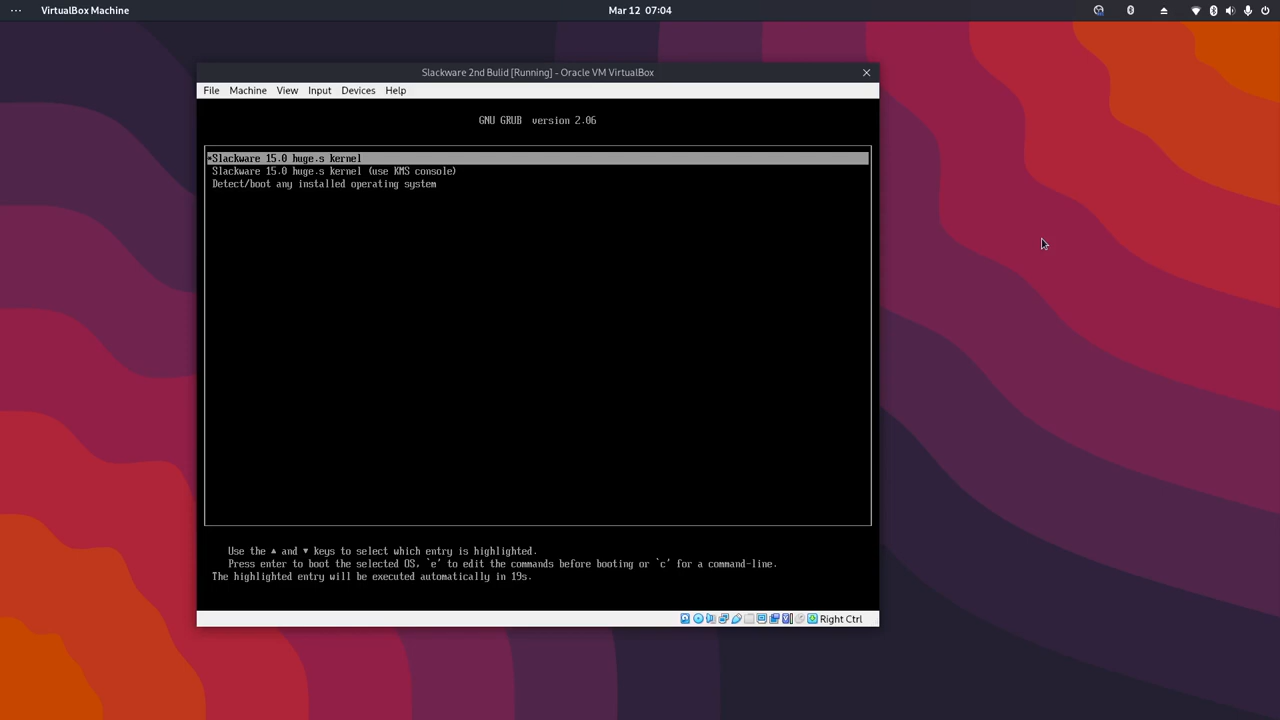 VirtualBox Machine
Mar 12 07:04
Slackware 2nd Bulid [Running] - Oracle VM VirtualBox
File Machine View Input Devices Help
GNU GRUB version 2.06
*Slackware 15.0 huge.s kernel
Slackware 15.0 huge.s kernel (use KMS console)
Detect/boot any installed operating system
Use the ▲ and ▼ keys to select which entry is highlighted.
Press enter to boot the selected OS, `e' to edit the commands before booting or `c' for a command-line.
The highlighted entry will be executed automatically in 19s.
Right Ctrl